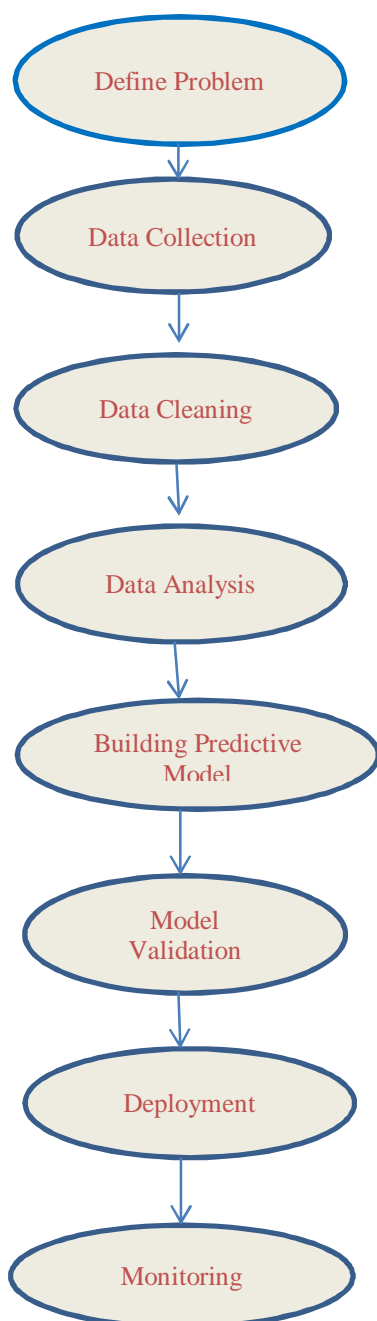 Define Problem
Data Collection
Data Cleaning
Data Analysis
Building Predictive
Model
Model
Validation
Deployment
Monitoring